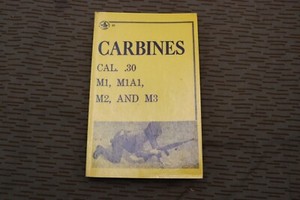 CARBINES
CAL. .30
M1, M1A1,
M2, AND M3